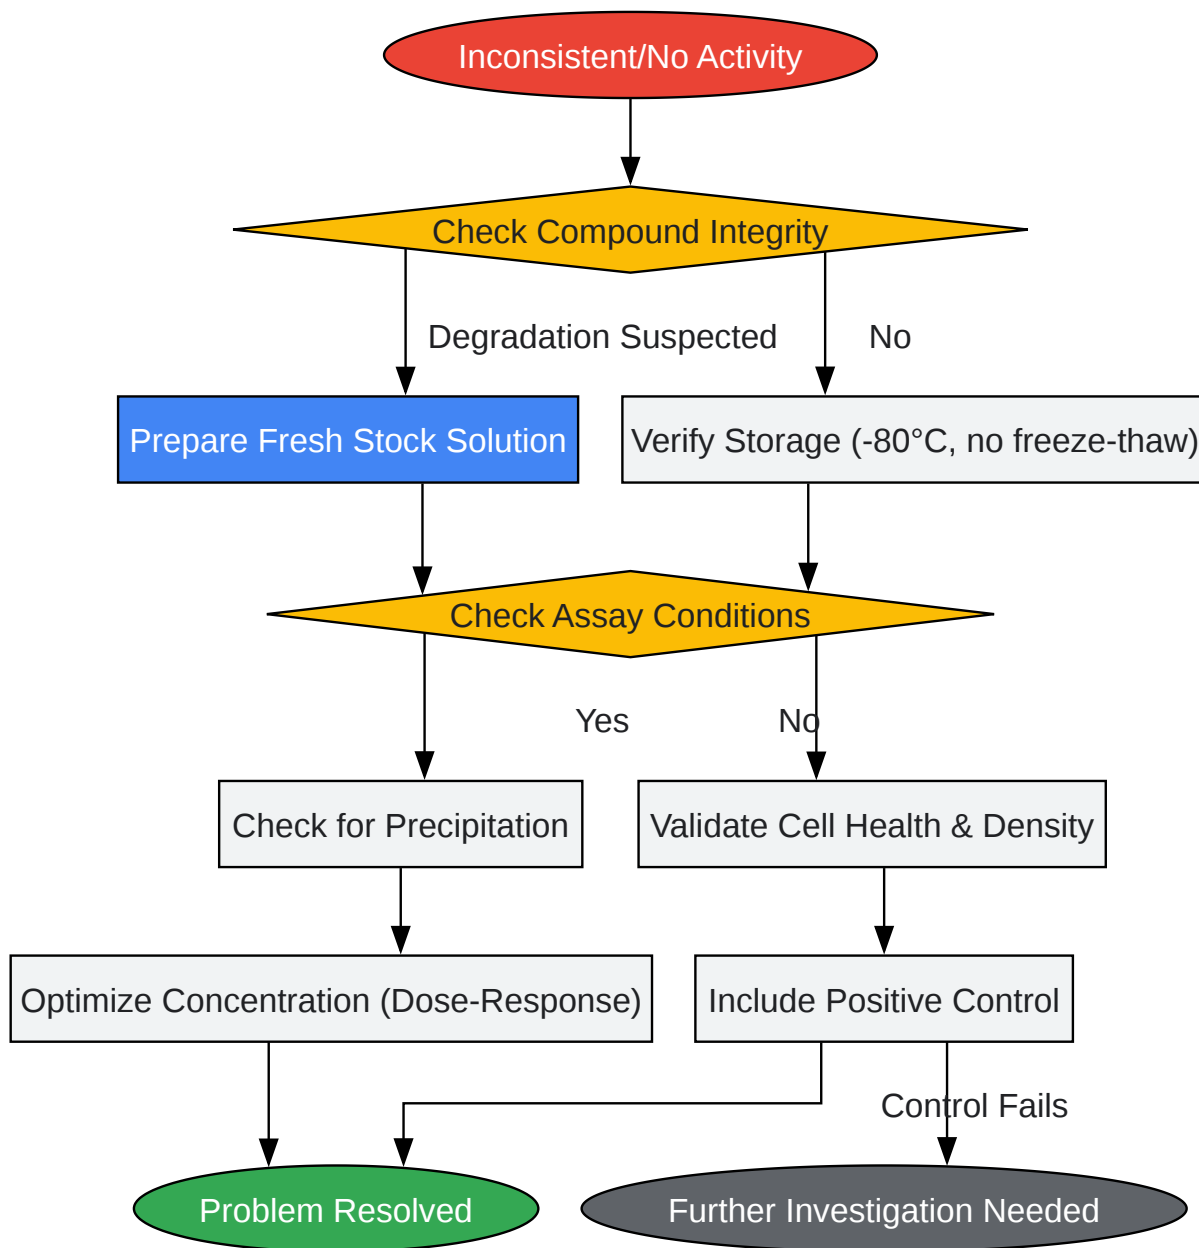 Inconsistent/No Activity
Check Compound Integrity
Degradation Suspected
No
Prepare Fresh Stock Solution
Verify Storage (-80°C, no freeze-thaw)
Check Assay Conditions
Yes
No
Check for Precipitation
Validate Cell Health & Density
Optimize Concentration (Dose-Response)
Include Positive Control
Control Fails
Problem Resolved
Further Investigation Needed